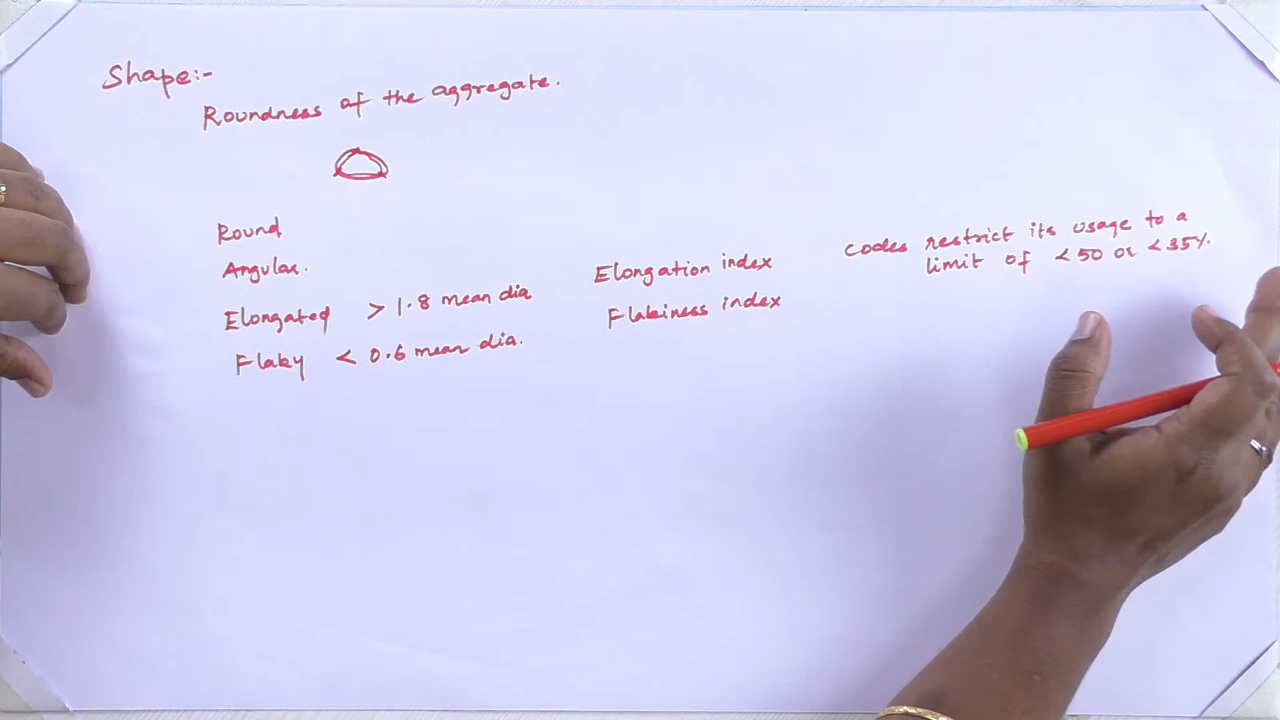 Shape:-
Roundness of the aggregate.
Round
Angular.
Elongated > 1.8 mean dia
Flaky < 0.6 mean dia.
Elongation index
Flakiness index
codes restrict its usage to a
limit of <50 or <35%.